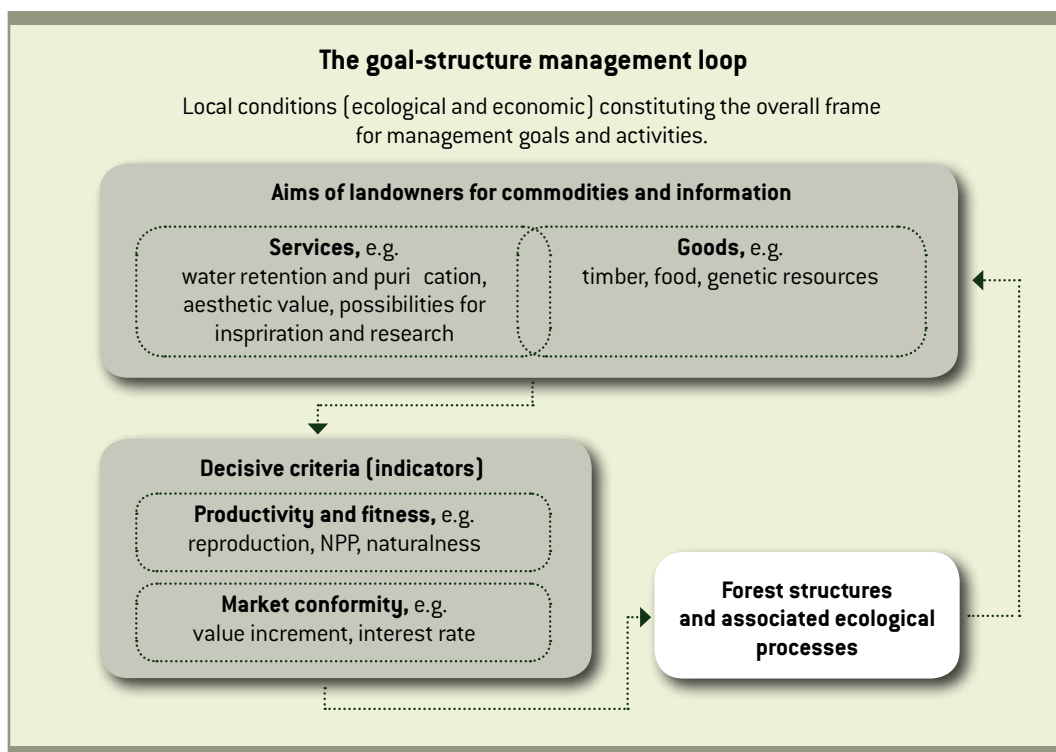 The goal-structure management loop
Local conditions (ecological and economic) constituting the overall frame
for management goals and activities.
Aims of landowners for commodities and information
Services, e.g.
water retention and puri cation,
aesthetic value, possibilities for
inspriration and research
Goods, e.g.
timber, food, genetic resources
Decisive criteria (indicators)
Productivity and fitness, e.g.
reproduction, NPP, naturalness
Market conformity, e.g.
value increment, interest rate
Forest structures
and associated ecological
processes